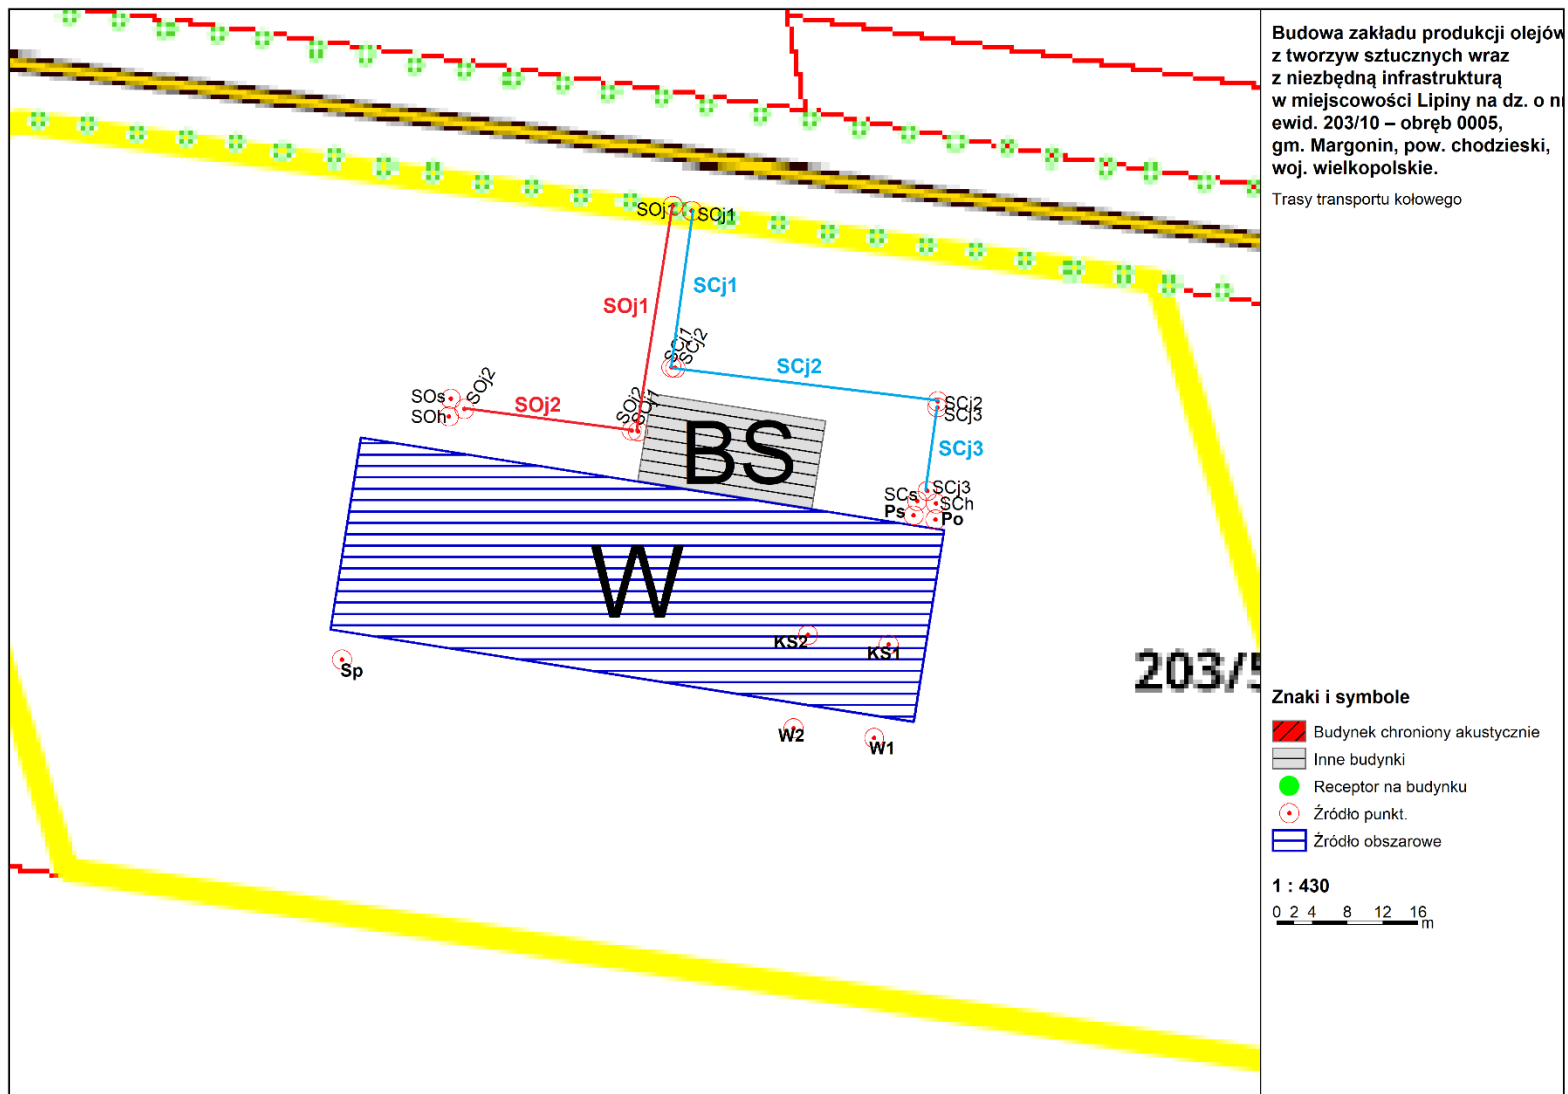 Budowa zakładu produkcji olejów
z tworzyw sztucznych wraz
z niezbędną infrastrukturą
w miejscowości Lipiny na dz. o nr
ewid. 203/10 – obręb 0005,
gm. Margonin, pow. chodzieski,
woj. wielkopolskie.
Trasy transportu kołowego
SOj1
SCj1
SCj1
SOj1
SCj1
SCj2
SCj2
SOj2
SOs
SOh
SOj2
SOj2
SOj1
SCj2
SCj3
BS
SCj3
SCj3
SCs
SCh
Ps
Po
W
KS2
KS1
Sp
W2
W1
203/5
Znaki i symbole
Budynek chroniony akustycznie
Inne budynki
Receptor na budynku
Źródło punkt.
Źródło obszarowe
1 : 430
0 2 4 8 12 16
m